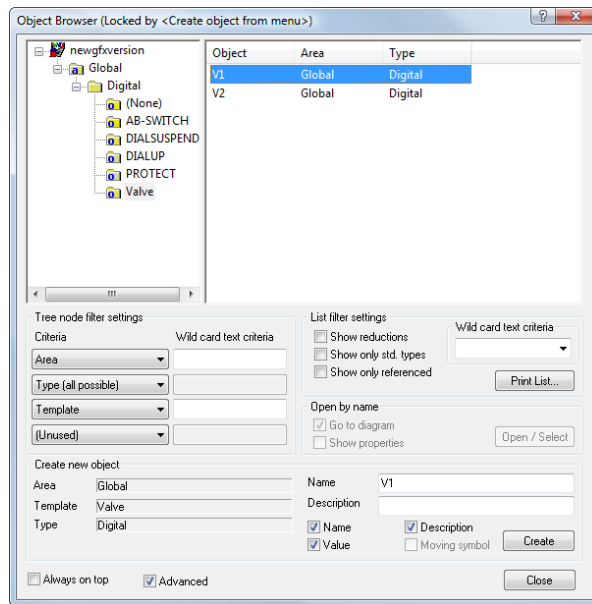 Object Browser (Locked by <Create object from menu>)
newgfxversion
Global
Digital
(None)
AB-SWITCH
DIALSUSPEND
DIALUP
PROTECT
Valve
Object Area Type
V1 Global Digital
V2 Global Digital
Tree node filter settings
Criteria Wild card text criteria
Area
Type (all possible)
Template
(Unused)
List filter settings
Show reductions
Show only std. types
Show only referenced
Wild card text criteria
Print List...
Open by name
Go to diagram
Show properties
Open / Select
Create new object
Area Global
Template Valve
Type Digital
Name V1
Description
Name Description
Value Moving symbol
Create
Always on top Advanced
Close